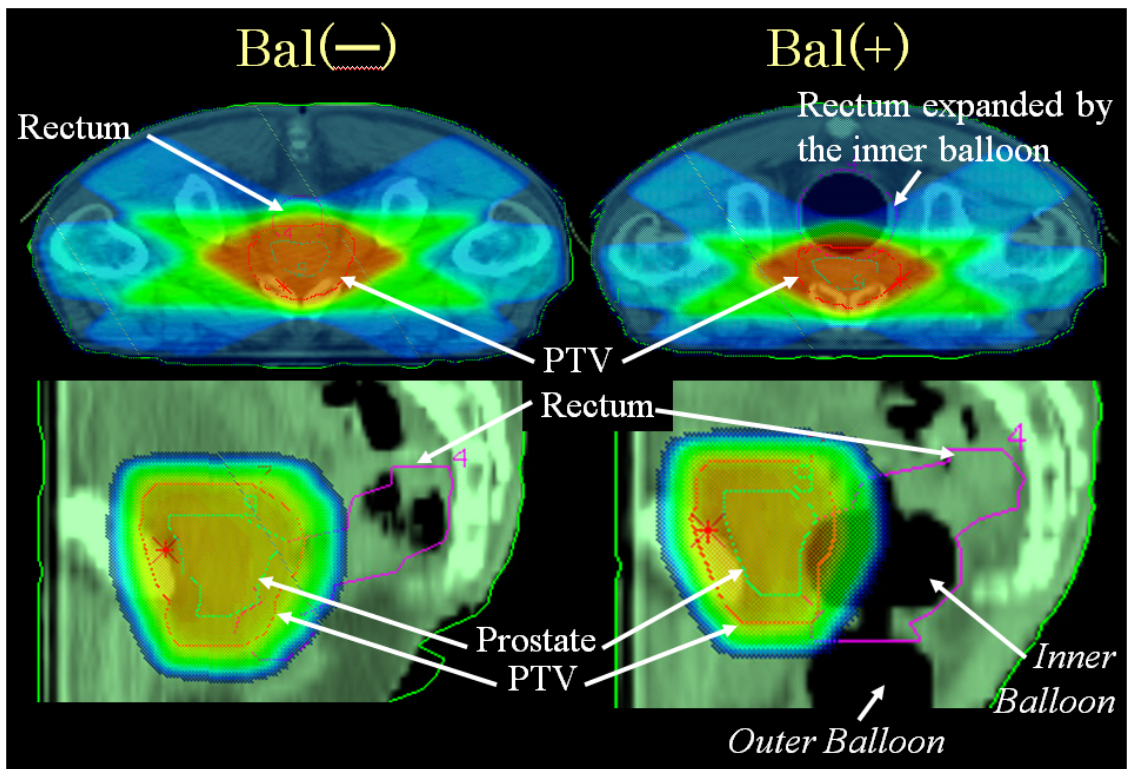 Bal(—)
Bal(+)
Rectum
Rectum expanded by
the inner balloon
PTV
Rectum
4
4
Prostate
PTV
Inner
Balloon
Outer Balloon